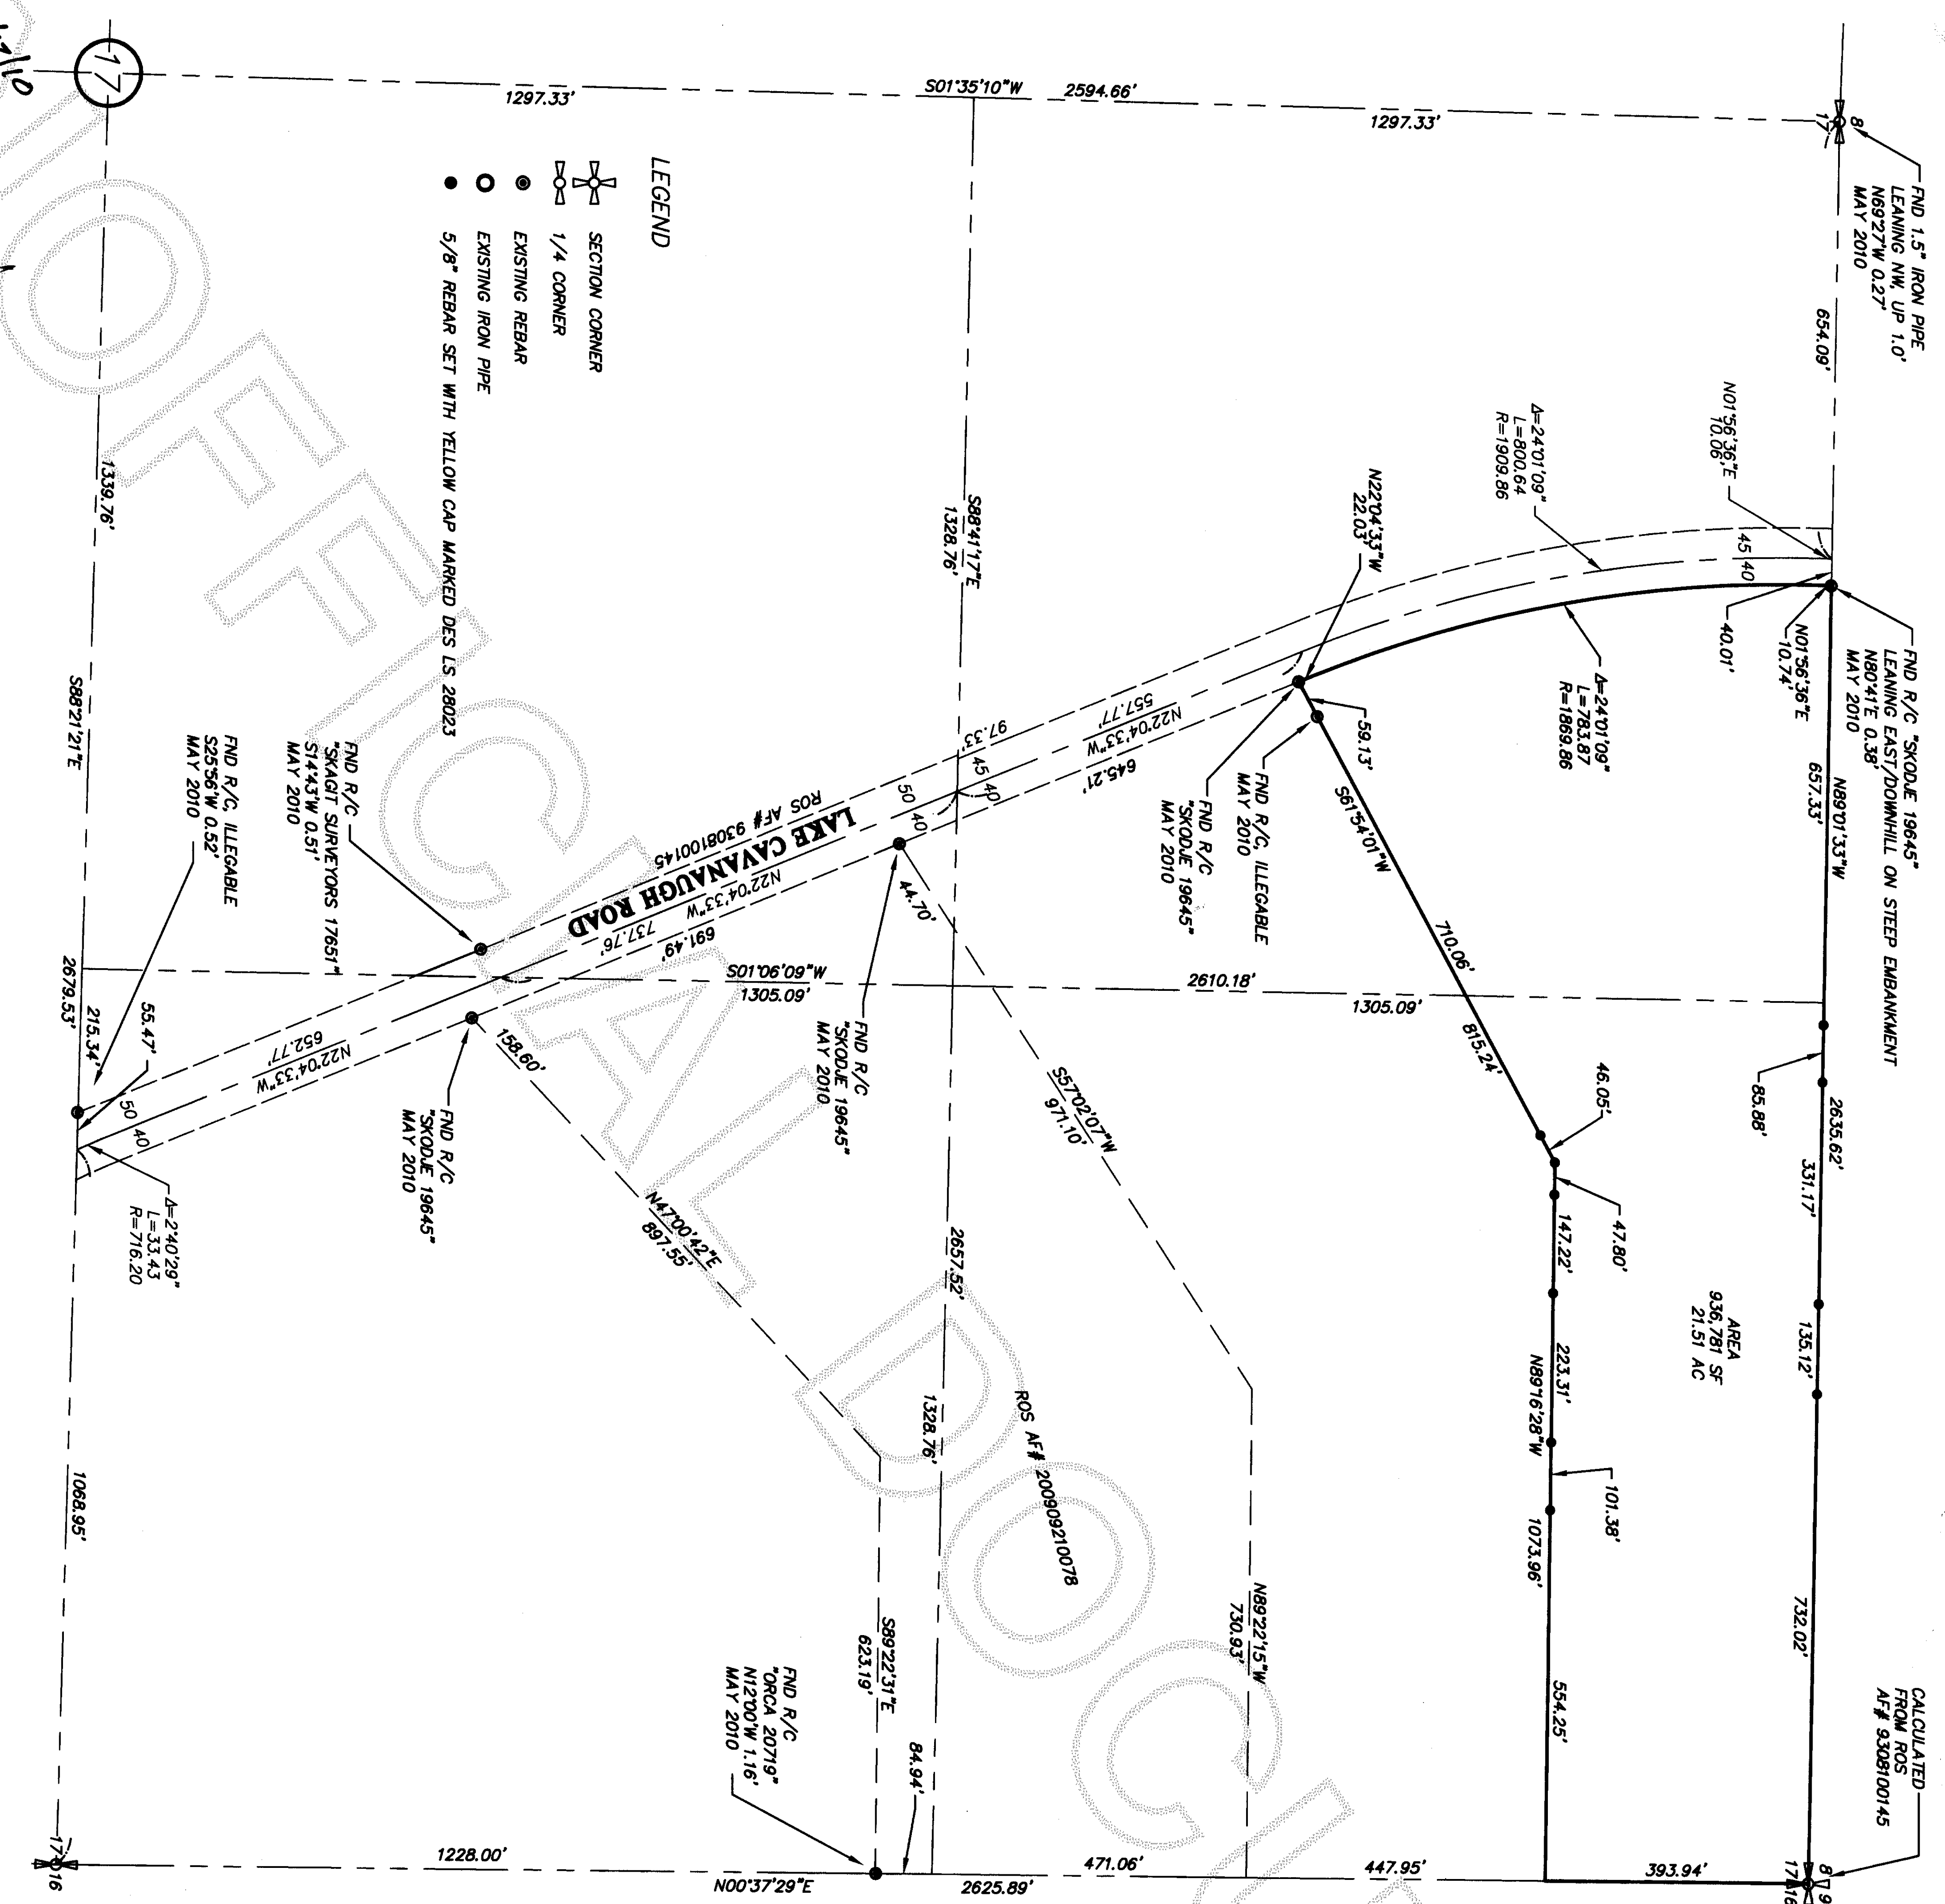 CALCULATED
FROM ROS
AF# 9308100145
8
9
17
16
FND R/C "SKODJE 19645"
LEANING EAST/DOWNHILL ON STEEP EMBANKMENT
N80°41'E 0.38'
MAY 2010
FND 1.5" IRON PIPE
LEANING NW, UP 1.0'
N69°27'W 0.27'
MAY 2010
8
17
654.09'
N89°01'33"W
657.33'
2635.62'
85.88'
331.17'
135.12'
732.02'
N01°56'36"E
10.06'
40.01'
N01°56'36"E
10.74'
45
40
Δ=24°01'09"
L=800.64
R=1909.86
Δ=24°01'09"
L=783.87
R=1869.86
AREA
936,781 SF
21.51 AC
N22°04'33"W
22.03'
59.13'
S61°54'01"W
710.06'
815.24'
46.05'
47.80'
147.22'
223.31'
N89°16'28"W
101.38'
1073.96'
554.25'
393.94'
FND R/C, ILLEGABLE
MAY 2010
FND R/C
"SKODJE 19645"
MAY 2010
S01°35'10"W
2594.66'
1297.33'
1297.33'
2610.18'
1305.09'
S01°06'09"W
1305.09'
S88°41'17"E
1328.76'
557.77'
N22°04'33"W
645.21'
97.33'
45
40
50
40
LAKE CAVANAUGH ROAD
ROS AF# 9308100145
N22°04'33"W
737.76'
691.49'
44.70'
FND R/C
"SKODJE 19645"
MAY 2010
S57°02'07"W
971.10'
N89°22'15"W
730.93'
447.95'
471.06'
2657.52'
1328.76'
ROS AF# 200909210078
84.94'
S89°22'31"E
623.19'
FND R/C
"ORCA 20719"
N12°00'W 1.16'
MAY 2010
N00°37'29"E
2625.89'
1228.00'
N47°00'42"E
897.55'
158.60'
FND R/C
"SKODJE 19645"
MAY 2010
LEGEND
SECTION CORNER
1/4 CORNER
EXISTING REBAR
EXISTING IRON PIPE
5/8" REBAR SET WITH YELLOW CAP MARKED DES LS 28023
FND R/C
"SKAGIT SURVEYORS 17651"
S14°43'W 0.51'
MAY 2010
FND R/C, ILLEGABLE
S25°56'W 0.52'
MAY 2010
N22°04'33"W
652.77'
55.47'
215.34'
50
40
Δ=2°40'29"
L=33.43
R=716.20
17
1339.76'
S88°21'21"E
2679.53'
1068.95'
17
16